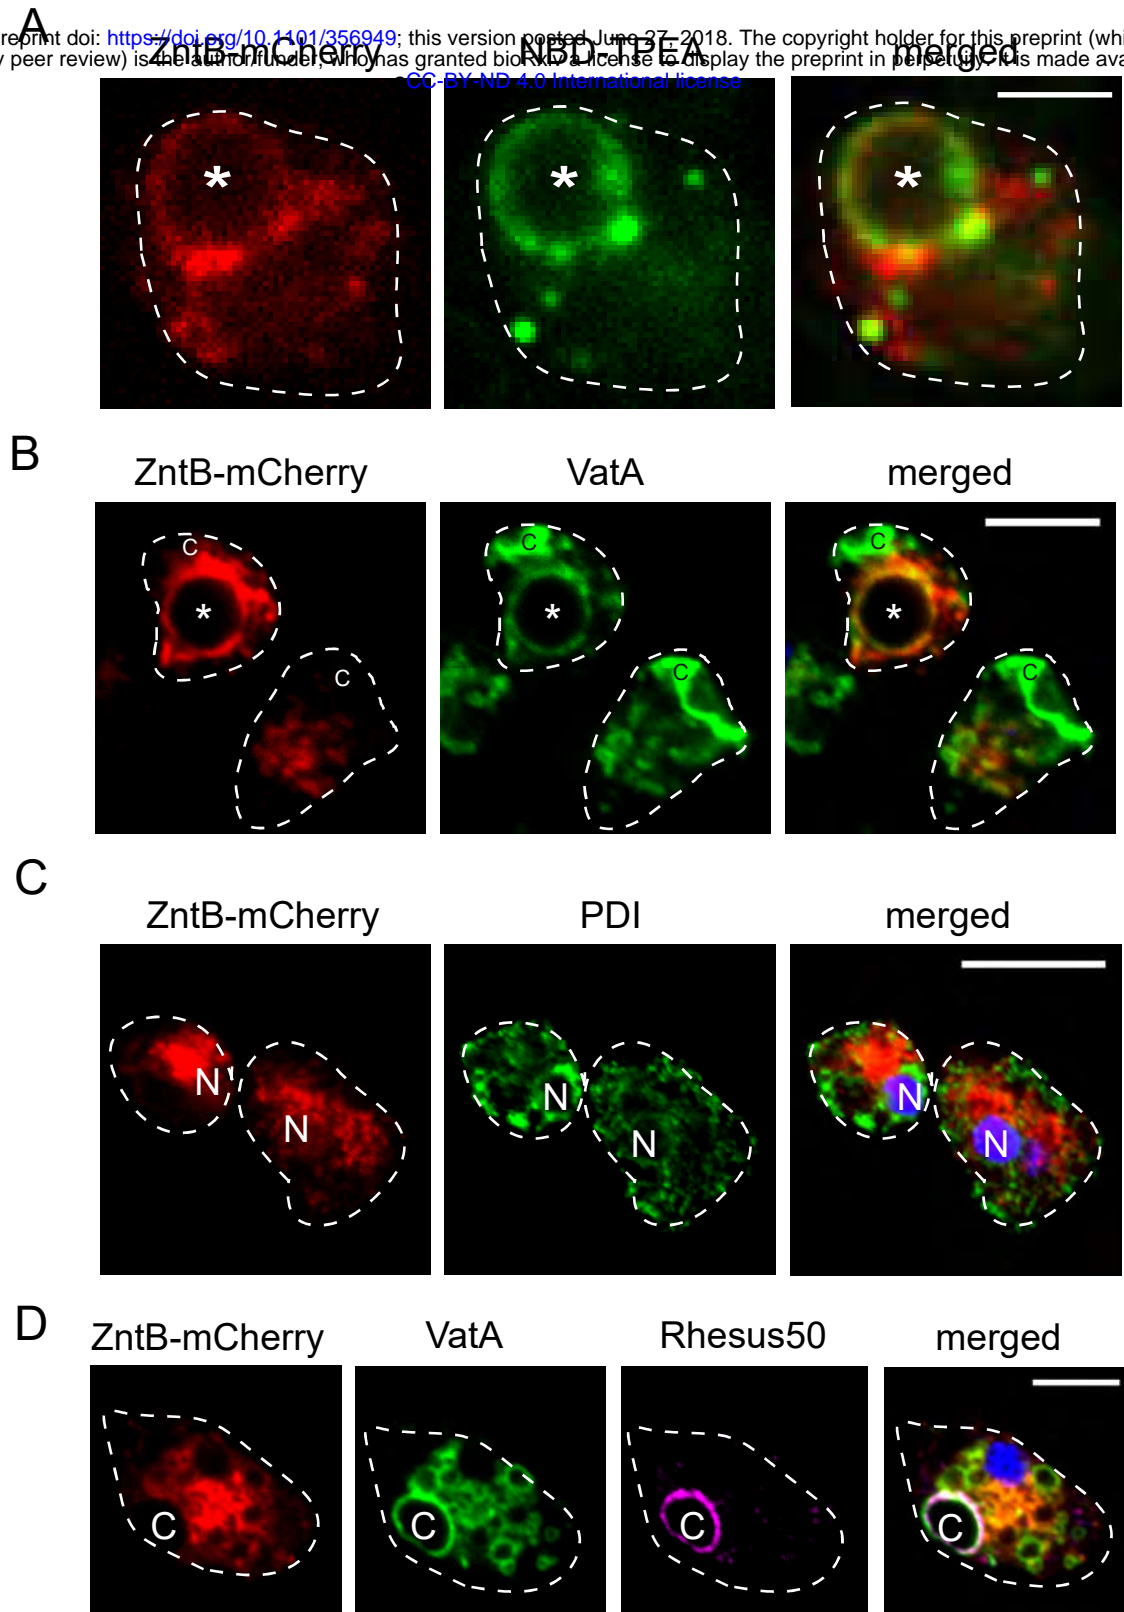 A
reprint doi: https://doi.org/10.1101/356949; this version posted June 27, 2018. The copyright holder for this preprint (whi
y peer review) is the author/funder, who has granted bioRxiv a license to display the preprint in perpetuity. It is made ava
CC-BY-ND 4.0 International license
ZntB-mCherry NBD-TPEA merged
* * *
B
ZntB-mCherry VatA merged
C C C
* * *
C C C
C
ZntB-mCherry PDI merged
N N N
N N N
D
ZntB-mCherry VatA Rhesus50 merged
C C C C